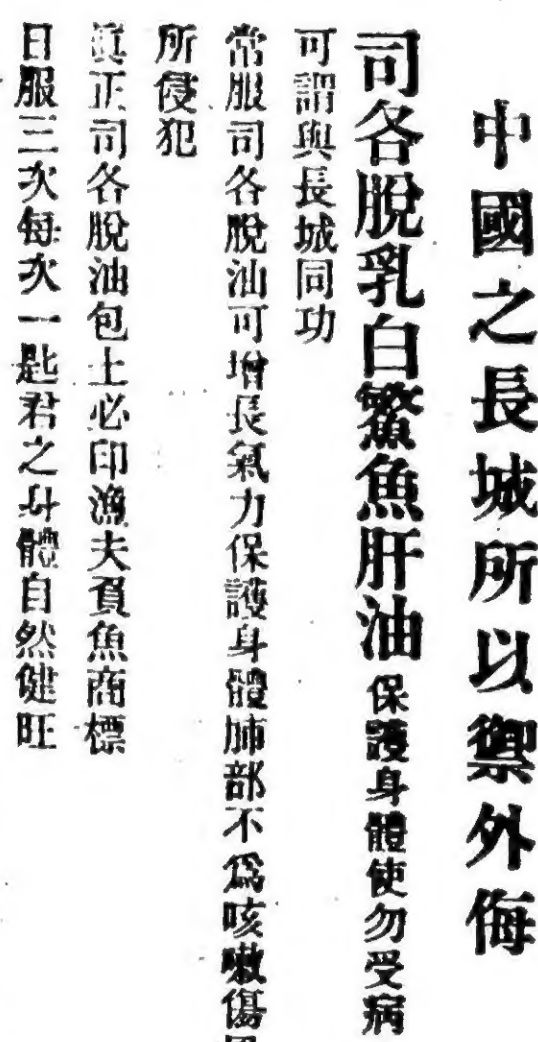 中國之長城所以禦外侮
司各脫乳白鰵魚肝油保護身體使勿受病
可謂與長城同功
常服司各脫油可增長氣力保護身體肺部不爲咳嗽傷
所侵犯
眞正司各脫油包上必印漁夫負魚商標
日服三次每次一匙君之身體自然健旺